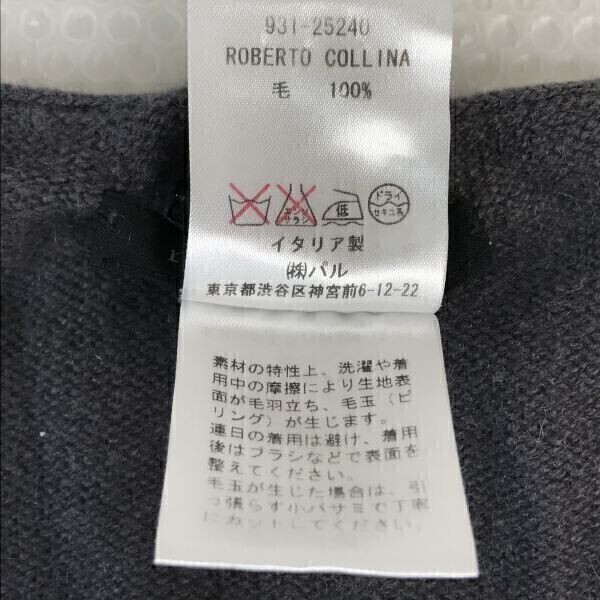 931-25240
ROBERTO COLLINA
毛 100%
エンソ サラシ 低 ドライ セキユ系
イタリア製
㈱パル
東京都渋谷区神宮前6-12-22
素材の特性上、洗濯や着
用中の摩擦により生地表
面が毛羽立ち、毛玉（ピ
リング）が生じます。
連日の着用は避け、着用
後はブラシなどで表面を
整えてください。
毛玉が生じた場合は、引
っ張らず小バサミで丁寧
にカットしてください。